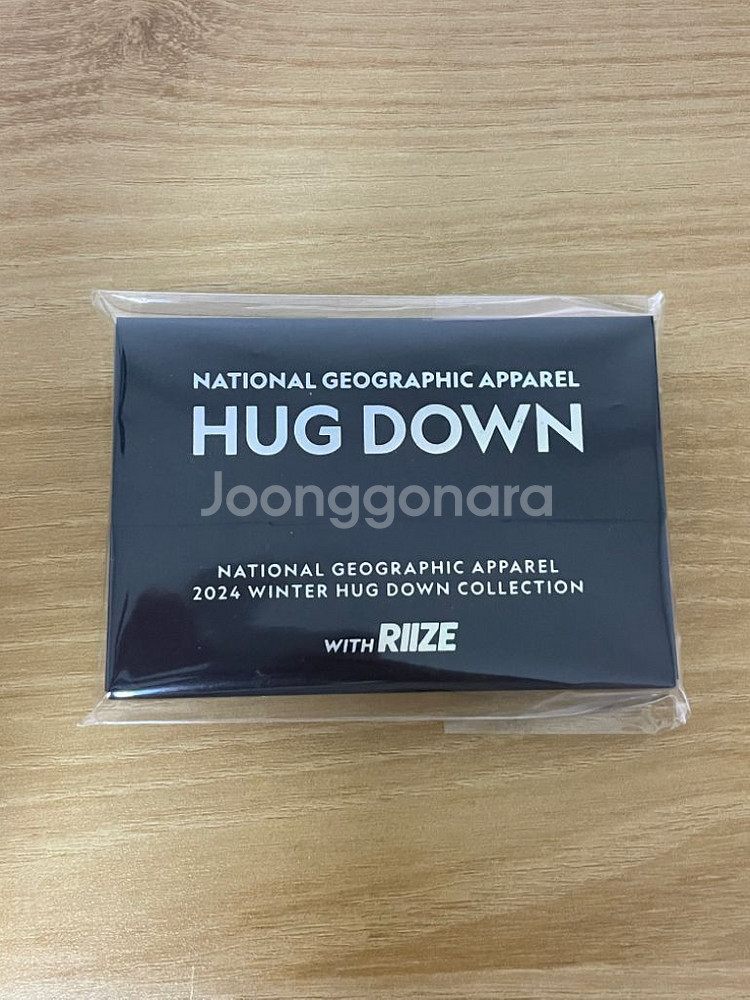 NATIONAL GEOGRAPHIC APPAREL
HUG DOWN
Joonggonara
NATIONAL GEOGRAPHIC APPAREL
2024 WINTER HUG DOWN COLLECTION
WITH RIIZE